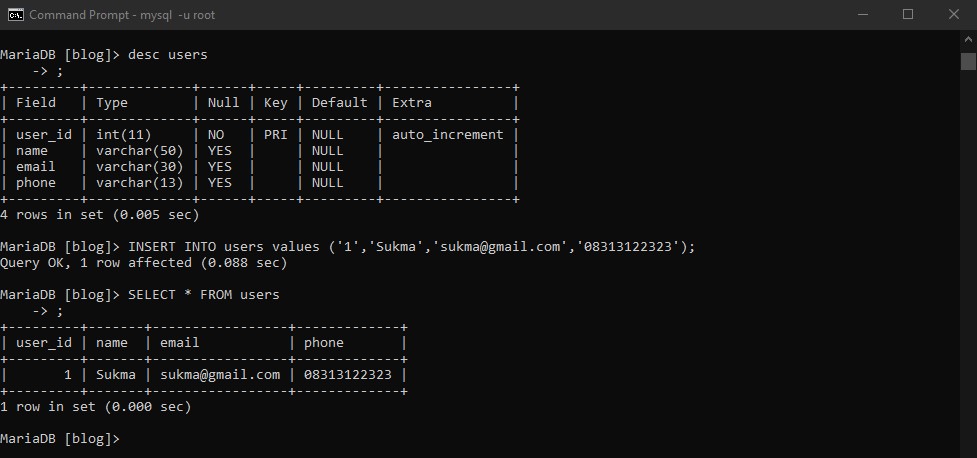 Command Prompt - mysql  -u root
MariaDB [blog]> desc users
    -> ;
+---------+-------------+------+-----+---------+----------------+
| Field   | Type        | Null | Key | Default | Extra          |
+---------+-------------+------+-----+---------+----------------+
| user_id | int(11)     | NO   | PRI | NULL    | auto_increment |
| name    | varchar(50) | YES  |     | NULL    |                |
| email   | varchar(30) | YES  |     | NULL    |                |
| phone   | varchar(13) | YES  |     | NULL    |                |
+---------+-------------+------+-----+---------+----------------+
4 rows in set (0.005 sec)
MariaDB [blog]> INSERT INTO users values ('1','Sukma','sukma@gmail.com','08313122323');
Query OK, 1 row affected (0.088 sec)
MariaDB [blog]> SELECT * FROM users
    -> ;
+---------+-------+-----------------+-------------+
| user_id | name  | email           | phone       |
+---------+-------+-----------------+-------------+
|       1 | Sukma | sukma@gmail.com | 08313122323 |
+---------+-------+-----------------+-------------+
1 row in set (0.000 sec)
MariaDB [blog]>